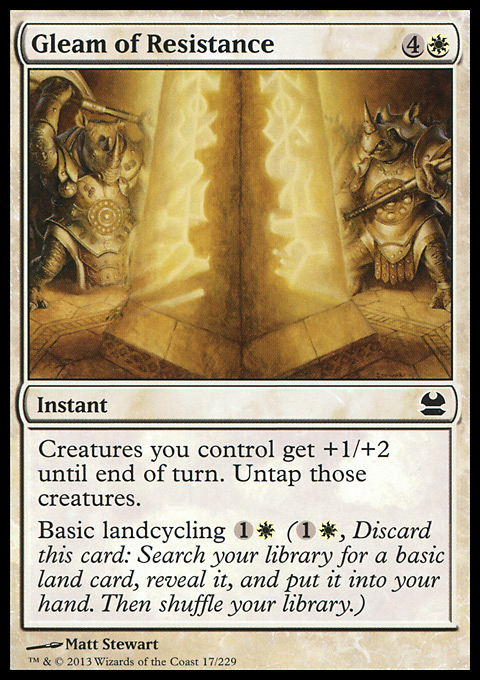 Gleam of Resistance 4
Instant
Creatures you control get +1/+2
until end of turn. Untap those
creatures.
Basic landcycling 1 (1, Discard
this card: Search your library for a basic
land card, reveal it, and put it into your
hand. Then shuffle your library.)
Matt Stewart
™ & © 2013 Wizards of the Coast 17/229